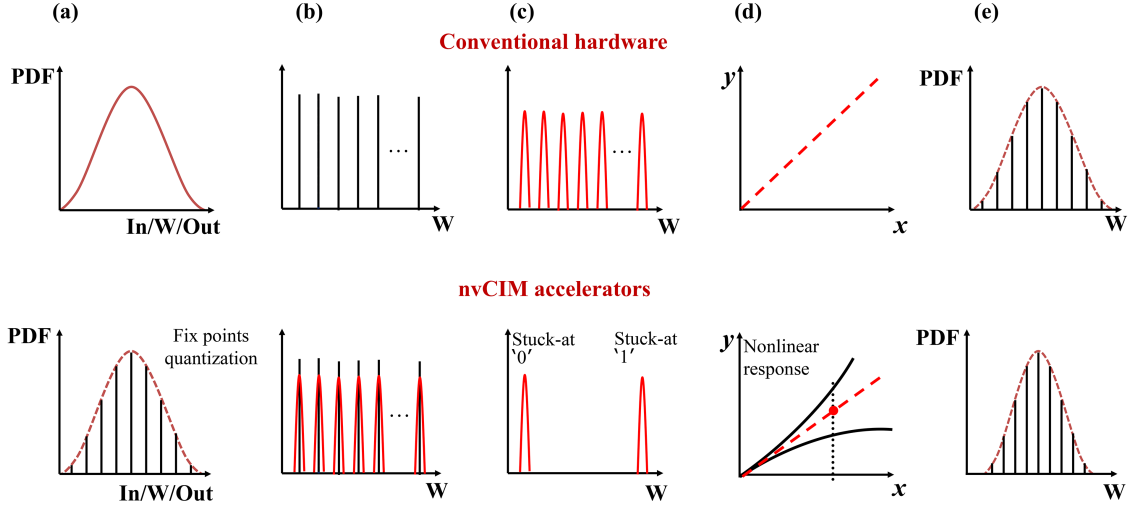 (a) (b) (c) (d) (e)
Conventional hardware
PDF
In/W/Out
W
...
W
...
y
x
PDF
W
nvCIM accelerators
PDF
Fix points
quantization
In/W/Out
...
W
Stuck-at
'0'
Stuck-at
'1'
W
y
Nonlinear
response
x
PDF
W